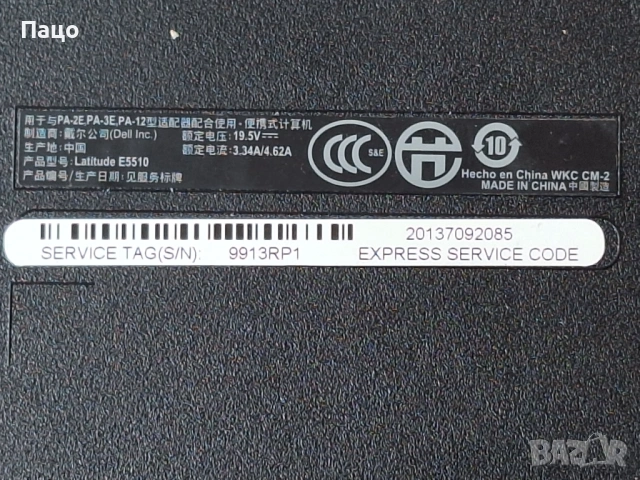 Пацо
用于与PA-2E,PA-3E,PA-12型适配器配合使用 - 便携式计算机
制造商: 戴尔公司(Dell Inc.)
额定电压: 19.5V
生产地: 中国
额定电流: 3.34A/4.62A
产品型号: Latitude E5510
产品编号/生产日期: 见服务标牌
S&E
10
Hecho en China WKC CM-2
MADE IN CHINA 中國製造
20137092085
SERVICE TAG(S/N): 9913RP1 EXPRESS SERVICE CODE
BAZAR